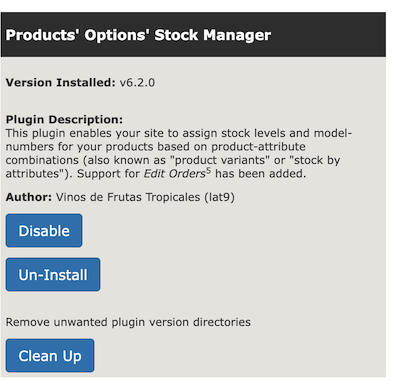 Products' Options' Stock Manager
Version Installed: v6.2.0
Plugin Description:
This plugin enables your site to assign stock levels and model-
numbers for your products based on product-attribute
combinations (also known as "product variants" or "stock by
attributes"). Support for Edit Orders⁵ has been added.
Author: Vinos de Frutas Tropicales (lat9)
Disable
Un-Install
Remove unwanted plugin version directories
Clean Up